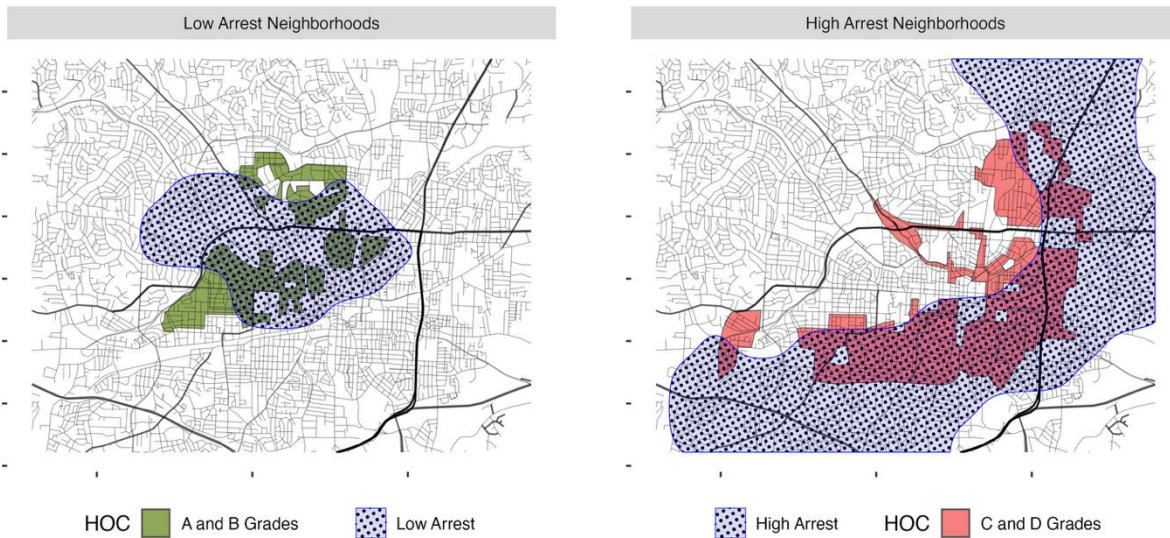 Low Arrest Neighborhoods
High Arrest Neighborhoods
HOC A and B Grades Low Arrest
High Arrest HOC C and D Grades